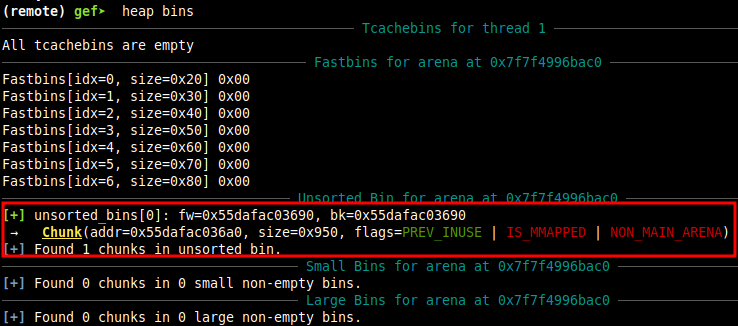 (remote) gef➤  heap bins
Tcachebins for thread 1
All tcachebins are empty
Fastbins for arena at 0x7f7f4996bac0
Fastbins[idx=0, size=0x20] 0x00
Fastbins[idx=1, size=0x30] 0x00
Fastbins[idx=2, size=0x40] 0x00
Fastbins[idx=3, size=0x50] 0x00
Fastbins[idx=4, size=0x60] 0x00
Fastbins[idx=5, size=0x70] 0x00
Fastbins[idx=6, size=0x80] 0x00
Unsorted Bin for arena at 0x7f7f4996bac0
[+] unsorted_bins[0]: fw=0x55dafac03690, bk=0x55dafac03690
→  Chunk(addr=0x55dafac036a0, size=0x950, flags=PREV_INUSE | IS_MMAPPED | NON_MAIN_ARENA)
[+] Found 1 chunks in unsorted bin.
Small Bins for arena at 0x7f7f4996bac0
[+] Found 0 chunks in 0 small non-empty bins.
Large Bins for arena at 0x7f7f4996bac0
[+] Found 0 chunks in 0 large non-empty bins.